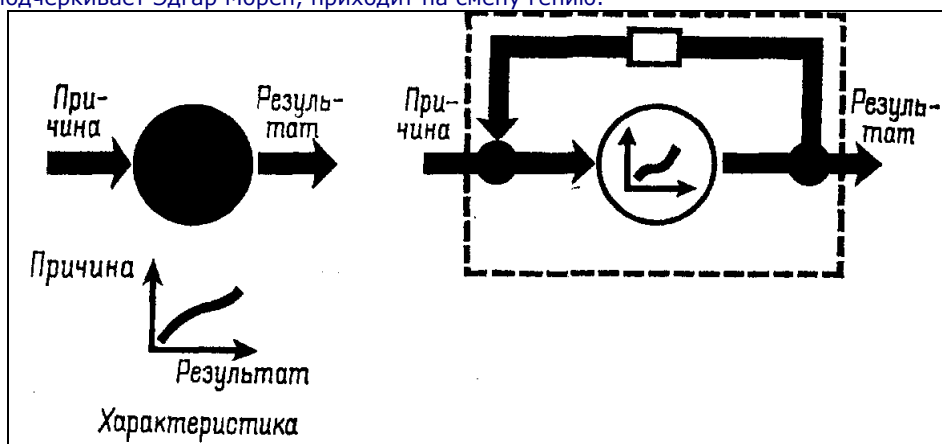 подчеркивает Эдгар Морен, приходит на смену гению.
При-
чина
Резуль-
тат
При-
чина
Резуль-
тат
Причина
Результат
Характеристика